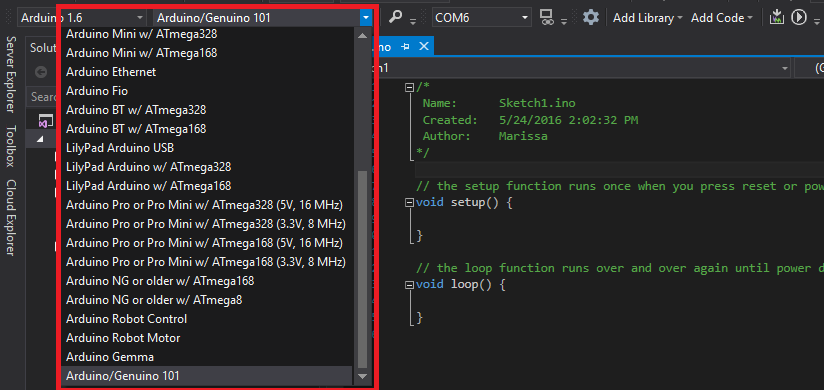 Arduino 1.6 Arduino/Genuino 101 COM6 Add Library Add Code
Arduino Mini w/ ATmega328
Arduino Mini w/ ATmega168
Arduino Ethernet
Arduino Fio
Arduino BT w/ ATmega328
Arduino BT w/ ATmega168
LilyPad Arduino USB
LilyPad Arduino w/ ATmega328
LilyPad Arduino w/ ATmega168
Arduino Pro or Pro Mini w/ ATmega328 (5V, 16 MHz)
Arduino Pro or Pro Mini w/ ATmega328 (3.3V, 8 MHz)
Arduino Pro or Pro Mini w/ ATmega168 (5V, 16 MHz)
Arduino Pro or Pro Mini w/ ATmega168 (3.3V, 8 MHz)
Arduino NG or older w/ ATmega168
Arduino NG or older w/ ATmega8
Arduino Robot Control
Arduino Robot Motor
Arduino Gemma
Arduino/Genuino 101
Server Explorer
Toolbox
Cloud Explorer
Solu
Sear
no
ch1
(G
/*
Name: Sketch1.ino
Created: 5/24/2016 2:02:32 PM
Author: Marissa
*/
// the setup function runs once when you press reset or pow
void setup() {
}
// the loop function runs over and over again until power d
void loop() {
}